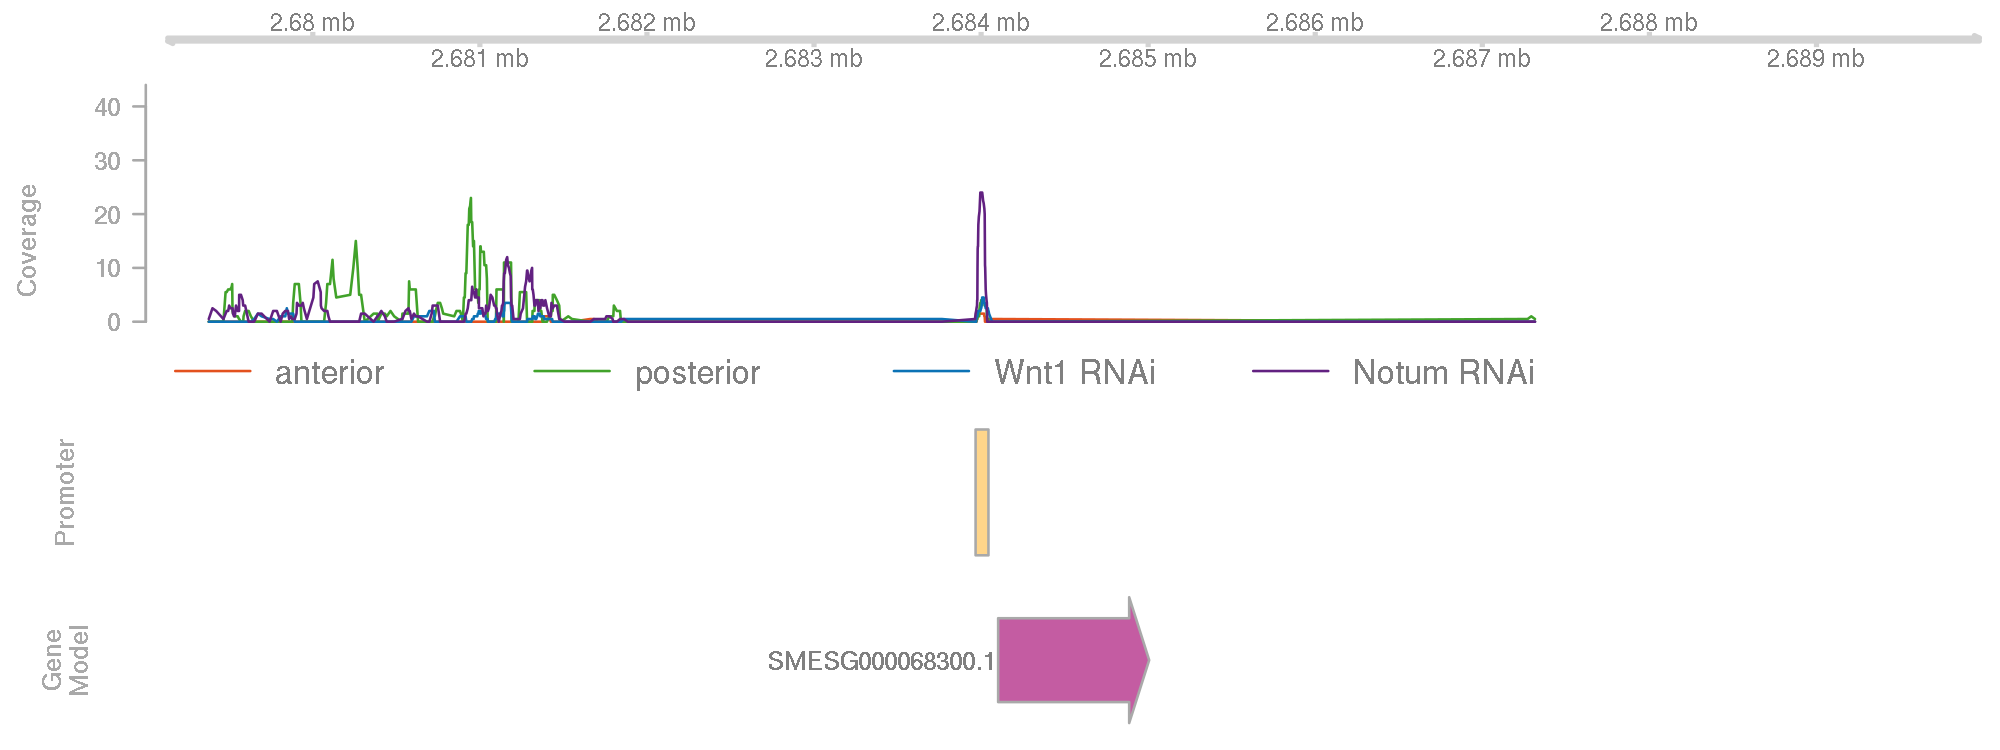 2.68 mb 2.682 mb 2.684 mb 2.686 mb 2.688 mb
2.681 mb 2.683 mb 2.685 mb 2.687 mb 2.689 mb
Coverage
40
30
20
10
0
anterior posterior Wnt1 RNAi Notum RNAi
Promoter
Gene
Model
SMESG000068300.1